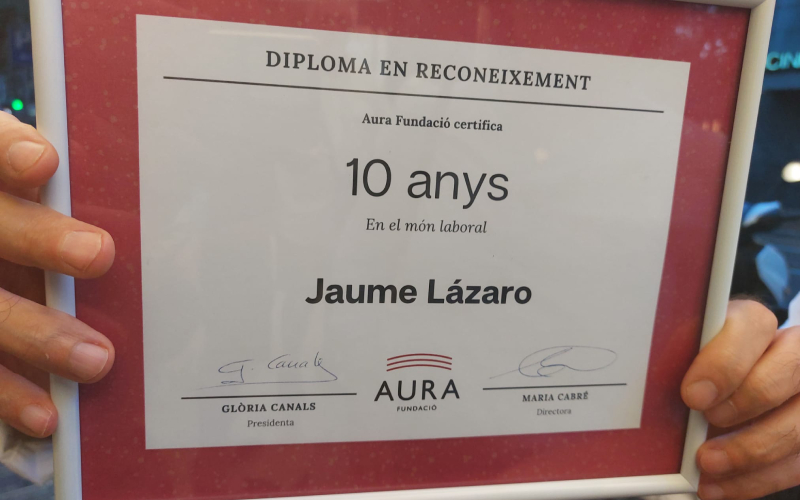 DIPLOMA EN RECONEIXEMENT
Aura Fundació certifica
10 anys
En el món laboral
Jaume Lázaro
G. Canals
AURA
FUNDACIÓ
GLÒRIA CANALS
Presidenta
MARIA CABRÉ
Directora